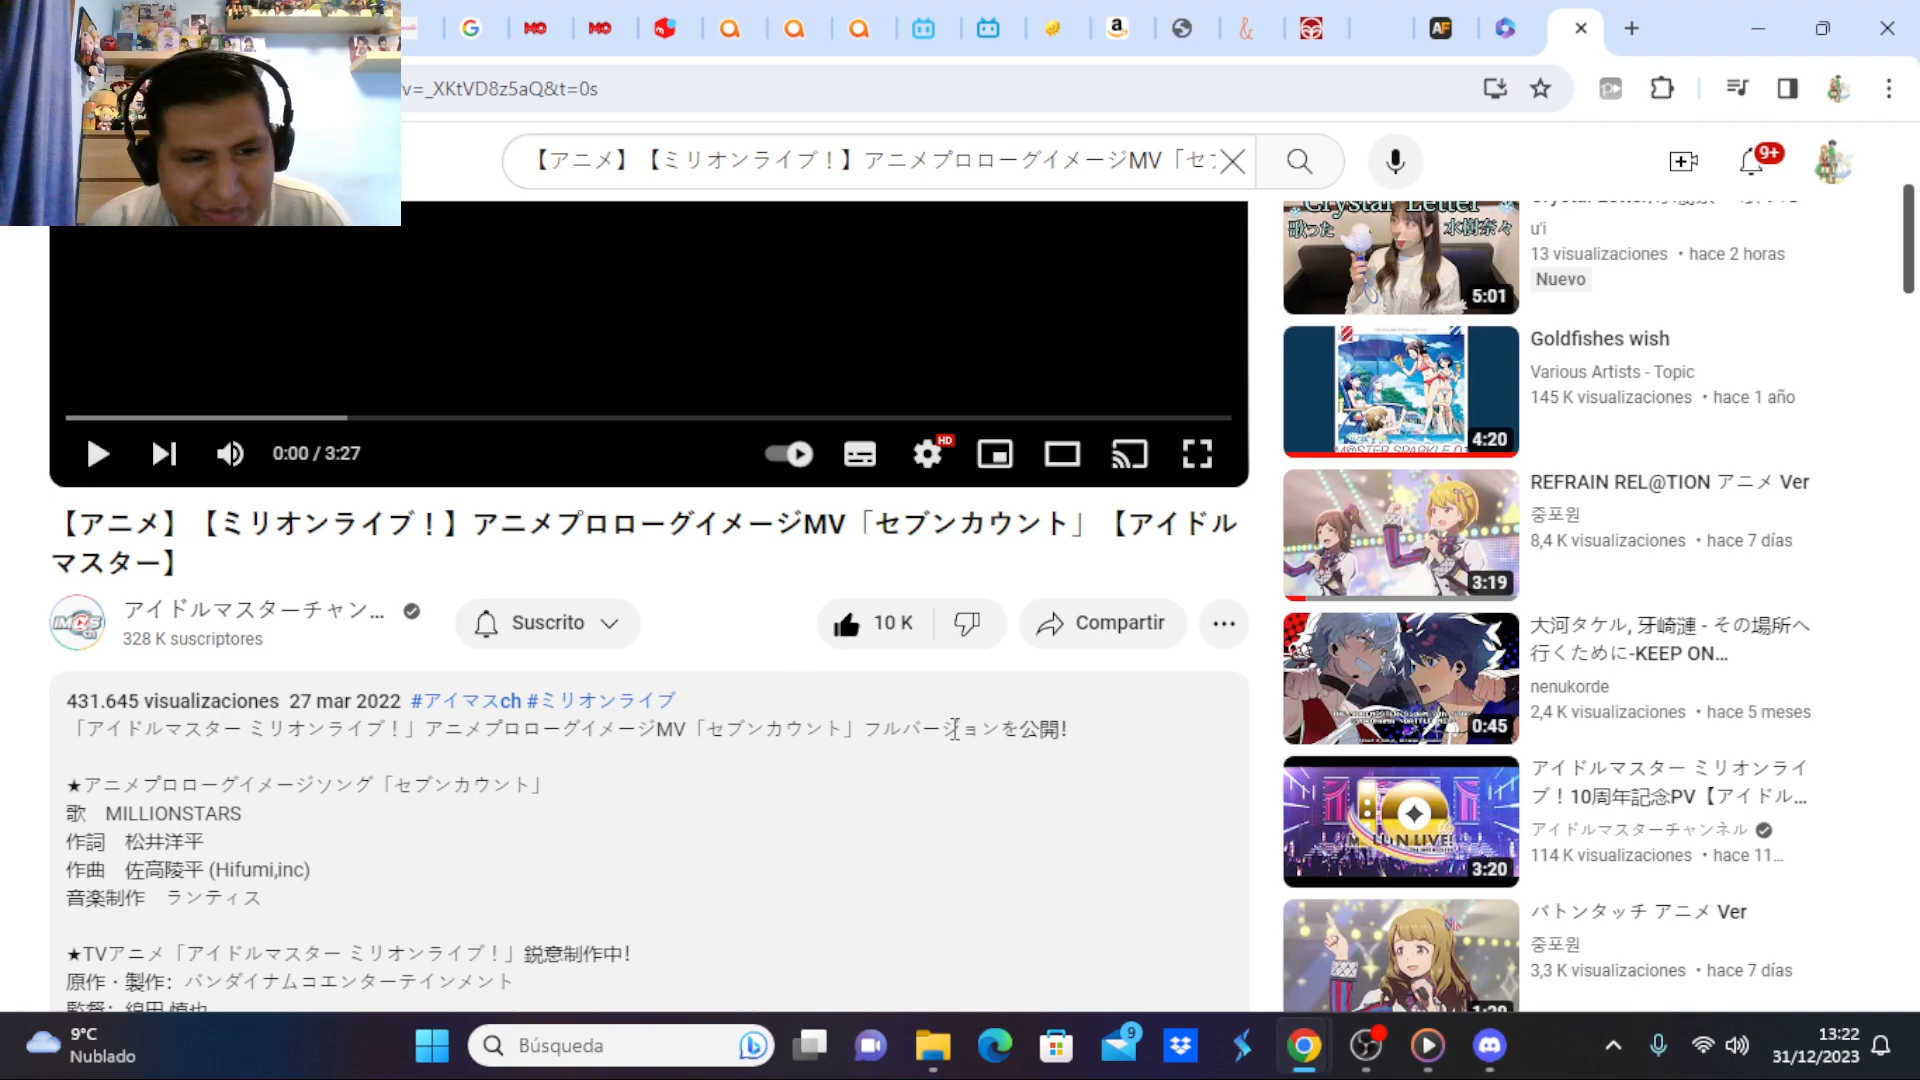 v=_XKtVD8z5aQ&t=0s
【アニメ】【ミリオンライブ！】アニメプロローグイメージMV「セ
9+
0:00 / 3:27
HD
【アニメ】【ミリオンライブ！】アニメプロローグイメージMV「セブンカウント」【アイドル
マスター】
アイドルマスターチャン...
328 K suscriptores
Suscrito
10 K
Compartir
431.645 visualizaciones 27 mar 2022 #アイマスch #ミリオンライブ
「アイドルマスター ミリオンライブ！」アニメプロローグイメージMV「セブンカウント」フルバージョンを公開！
★アニメプロローグイメージソング「セブンカウント」
歌　MILLIONSTARS
作詞　松井洋平
作曲　佐高陵平 (Hifumi,inc)
音楽制作　ランティス
★TVアニメ「アイドルマスター ミリオンライブ！」鋭意制作中！
原作・製作：バンダイナムコエンターテインメント
監督：綿田 慎也
Crystal Letter
歌った
水樹奈々
5:01
u'i
13 visualizaciones • hace 2 horas
Nuevo
4:20
Goldfishes wish
Various Artists - Topic
145 K visualizaciones • hace 1 año
3:19
REFRAIN REL@TION アニメ Ver
중포원
8,4 K visualizaciones • hace 7 días
0:45
大河タケル, 牙崎漣 - その場所へ
行くために-KEEP ON...
nenukorde
2,4 K visualizaciones • hace 5 meses
3:20
アイドルマスター ミリオンライ
ブ！10周年記念PV【アイドル...
アイドルマスターチャンネル
114 K visualizaciones • hace 11...
バトンタッチ アニメ Ver
중포원
3,3 K visualizaciones • hace 7 días
9°C
Nublado
Búsqueda
9
13:22
31/12/2023